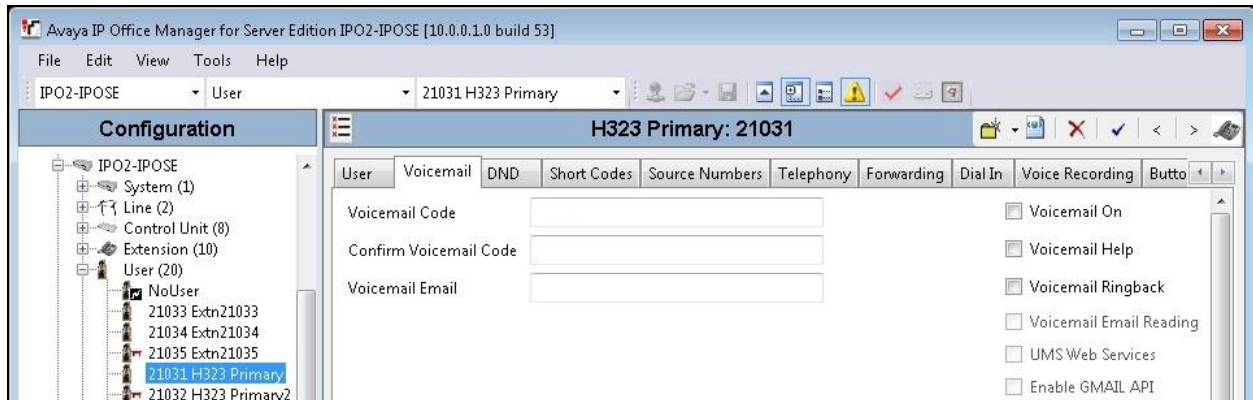 Avaya IP Office Manager for Server Edition IPO2-IPOSE [10.0.0.1.0 build 53]
File Edit View Tools Help
IPO2-IPOSE User 21031 H323 Primary
Configuration
H323 Primary: 21031
IPO2-IPOSE
System (1)
Line (2)
Control Unit (8)
Extension (10)
User (20)
NoUser
21033 Extn21033
21034 Extn21034
21035 Extn21035
21031 H323 Primary
21032 H323 Primary2
User Voicemail DND Short Codes Source Numbers Telephony Forwarding Dial In Voice Recording Butto
Voicemail Code
Voicemail On
Confirm Voicemail Code
Voicemail Help
Voicemail Email
Voicemail Ringback
Voicemail Email Reading
UMS Web Services
Enable GMAIL API